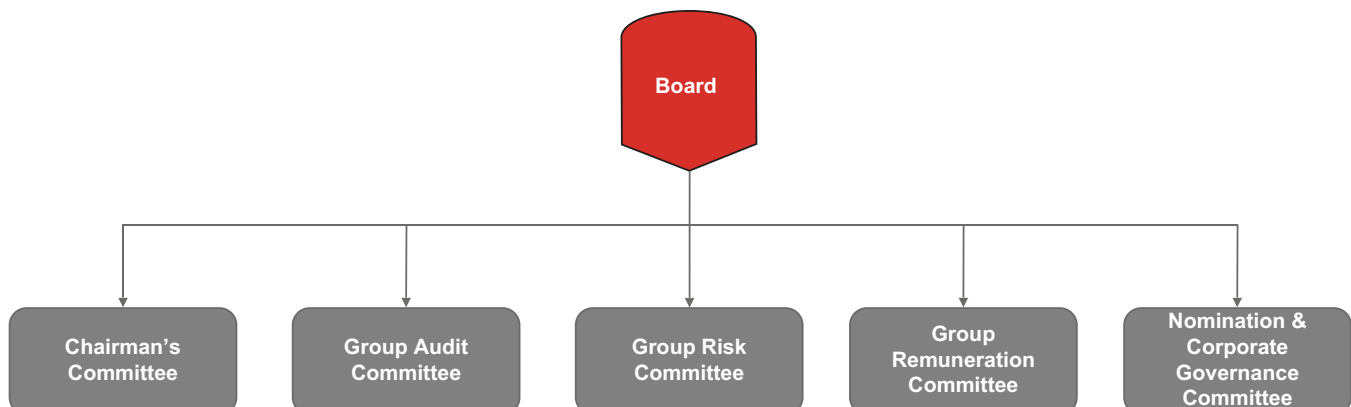 Board
Chairman’s
Committee
Group Audit
Committee
Group Risk
Committee
Group
Remuneration
Committee
Nomination &
Corporate
Governance
Committee